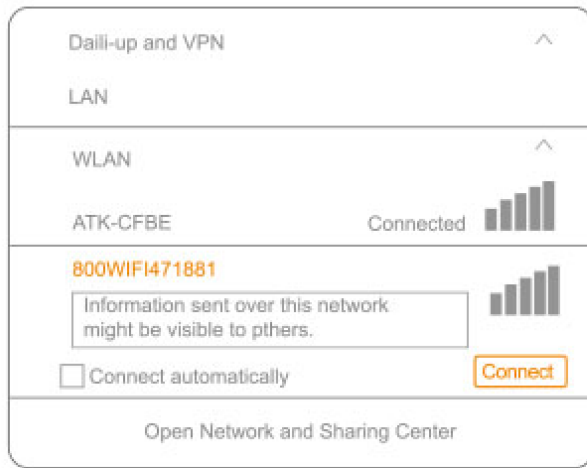 Daili-up and VPN
LAN
WLAN
ATK-CFBE Connected
800WIFI471881
Information sent over this network
might be visible to pthers.
Connect automatically Connect
Open Network and Sharing Center